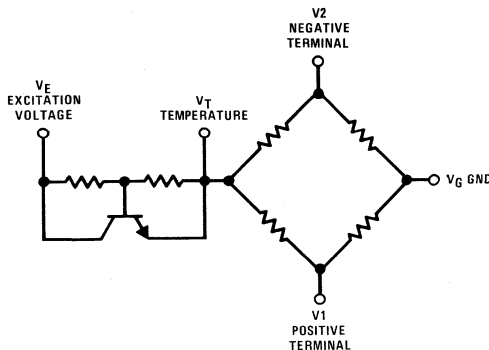 V2
NEGATIVE
TERMINAL
VE
EXCITATION
VOLTAGE
VT
TEMPERATURE
VG GND
V1
POSITIVE
TERMINAL